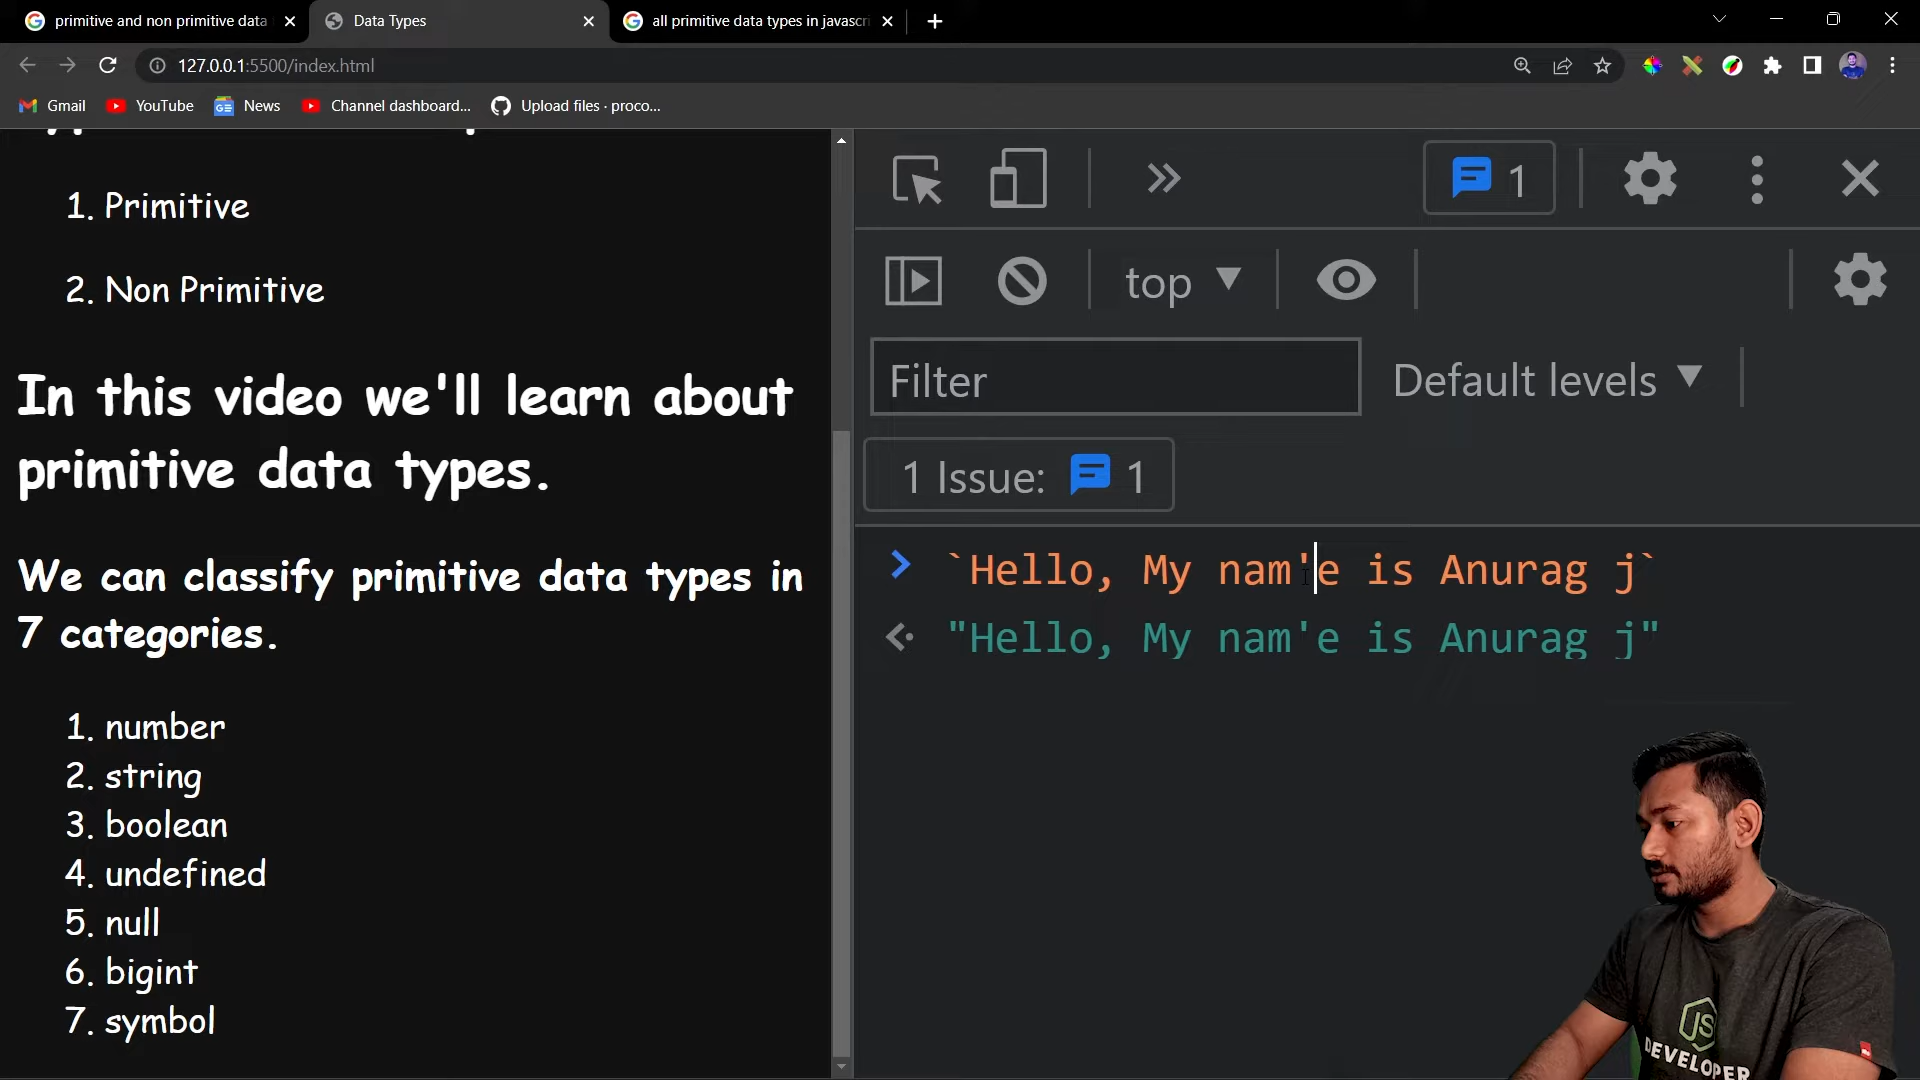 primitive and non primitive data
Data Types
all primitive data types in javascri
127.0.0.1:5500/index.html
Gmail
YouTube
News
Channel dashboard...
Upload files · proco...
1. Primitive
2. Non Primitive
In this video we'll learn about
primitive data types.
We can classify primitive data types in
7 categories.
1. number
2. string
3. boolean
4. undefined
5. null
6. bigint
7. symbol
1
top
Filter
Default levels
1 Issue: 1
`Hello, My nam'e is Anurag j`
"Hello, My nam'e is Anurag j"
JS
DEVELOPER